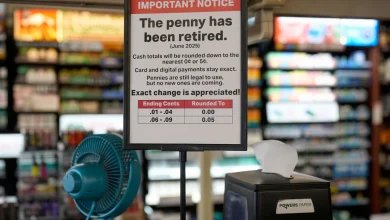 IMPORTANT NOTICE
The penny has
been retired.
(June 2025)
Cash totals will be rounded down to the
nearest 0¢ or 5¢.
Card and digital payments stay exact.
Pennies are still legal to use,
but no new ones are coming.
Exact change is appreciated!
Ending Cents Rounded To
.01 - .04 0.00
.06 - .09 0.05
POWERS